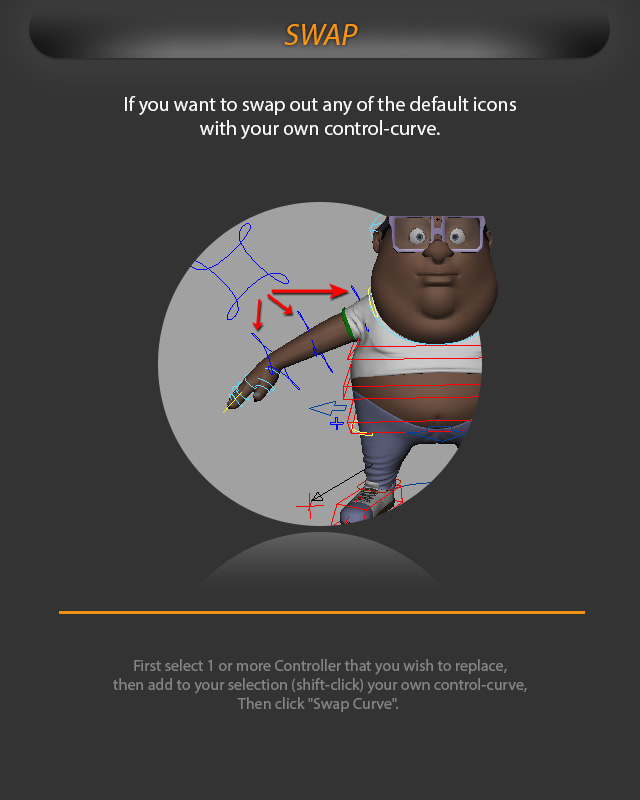 SWAP
If you want to swap out any of the default icons
with your own control-curve.
First select 1 or more Controller that you wish to replace,
then add to your selection (shift-click) your own control-curve,
Then click "Swap Curve".